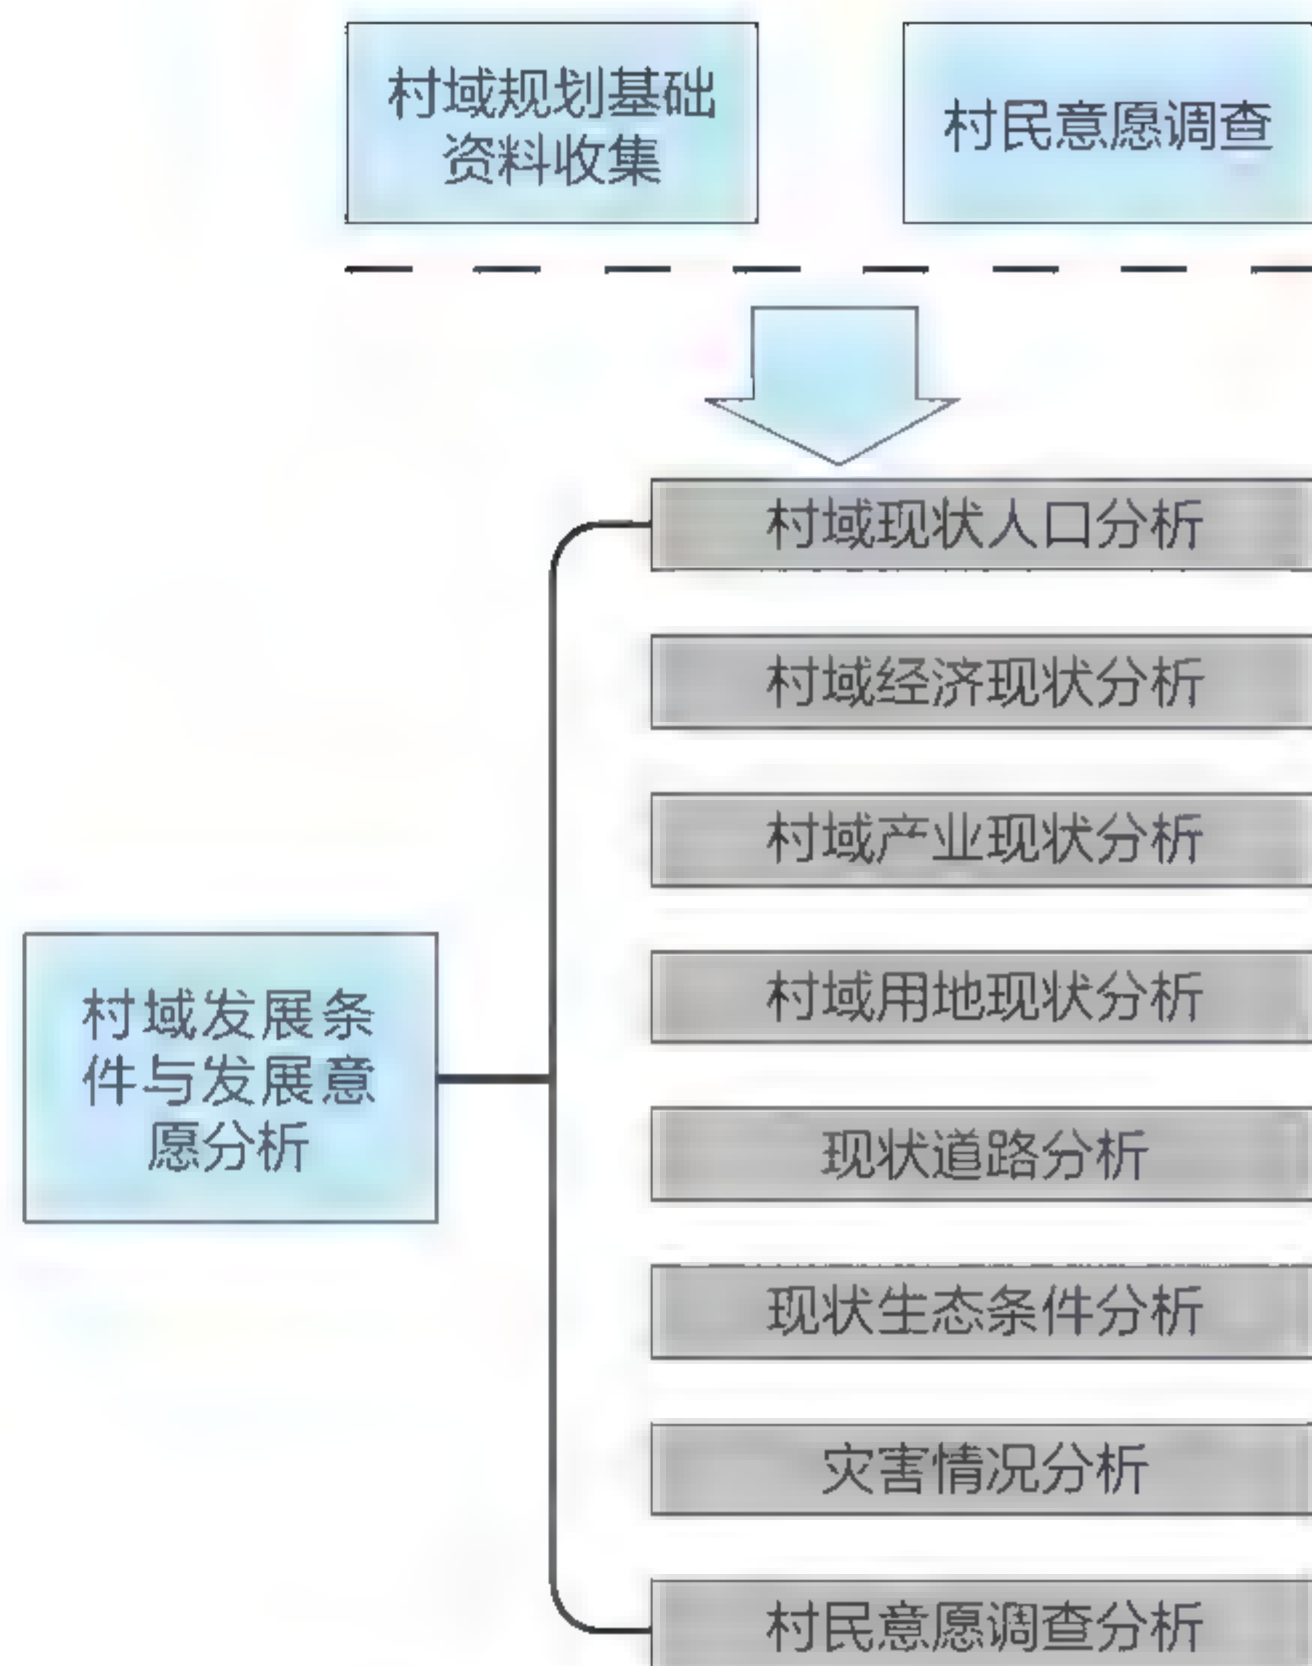 村域规划基础
资料收集
村民意愿调查
村域现状人口分析
村域经济现状分析
村域产业现状分析
村域用地现状分析
村域发展条
件与发展意
愿分析
现状道路分析
现状生态条件分析
灾害情况分析
村民意愿调查分析